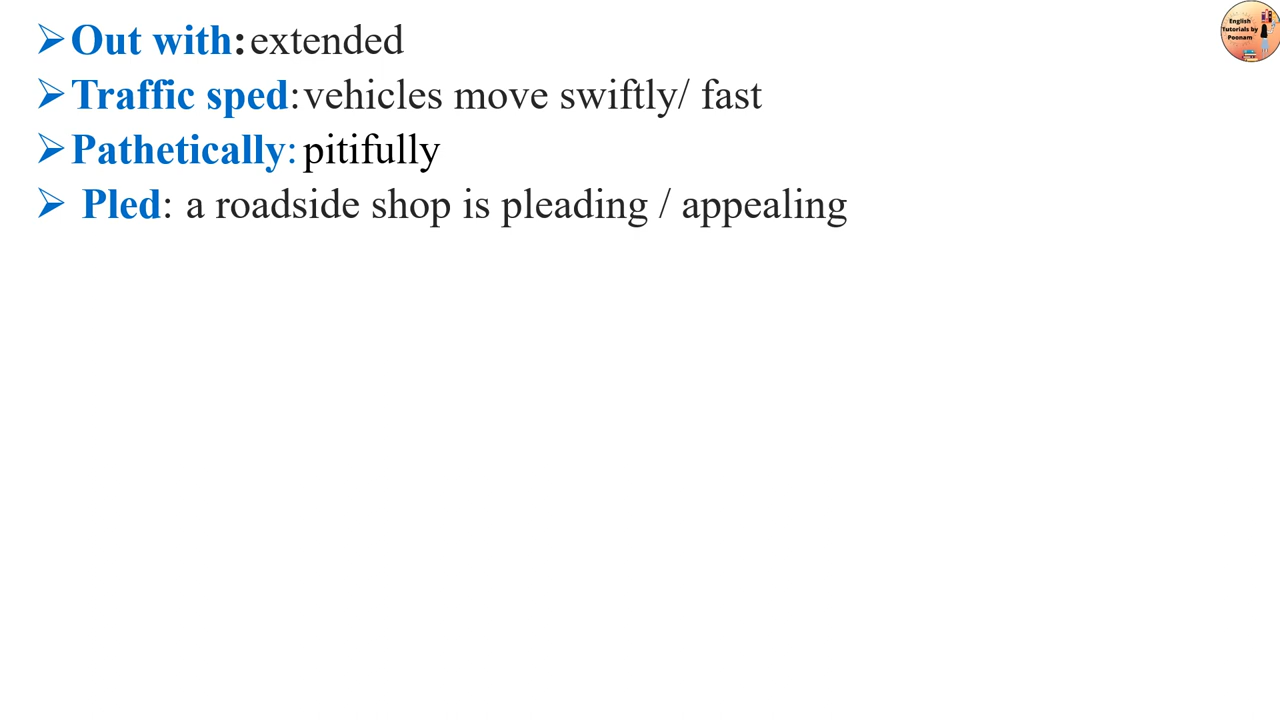 ➢Out with: extended
➢Traffic sped: vehicles move swiftly/ fast
➢Pathetically: pitifully
➢ Pled: a roadside shop is pleading / appealing
English
Tutorials by
Poonam